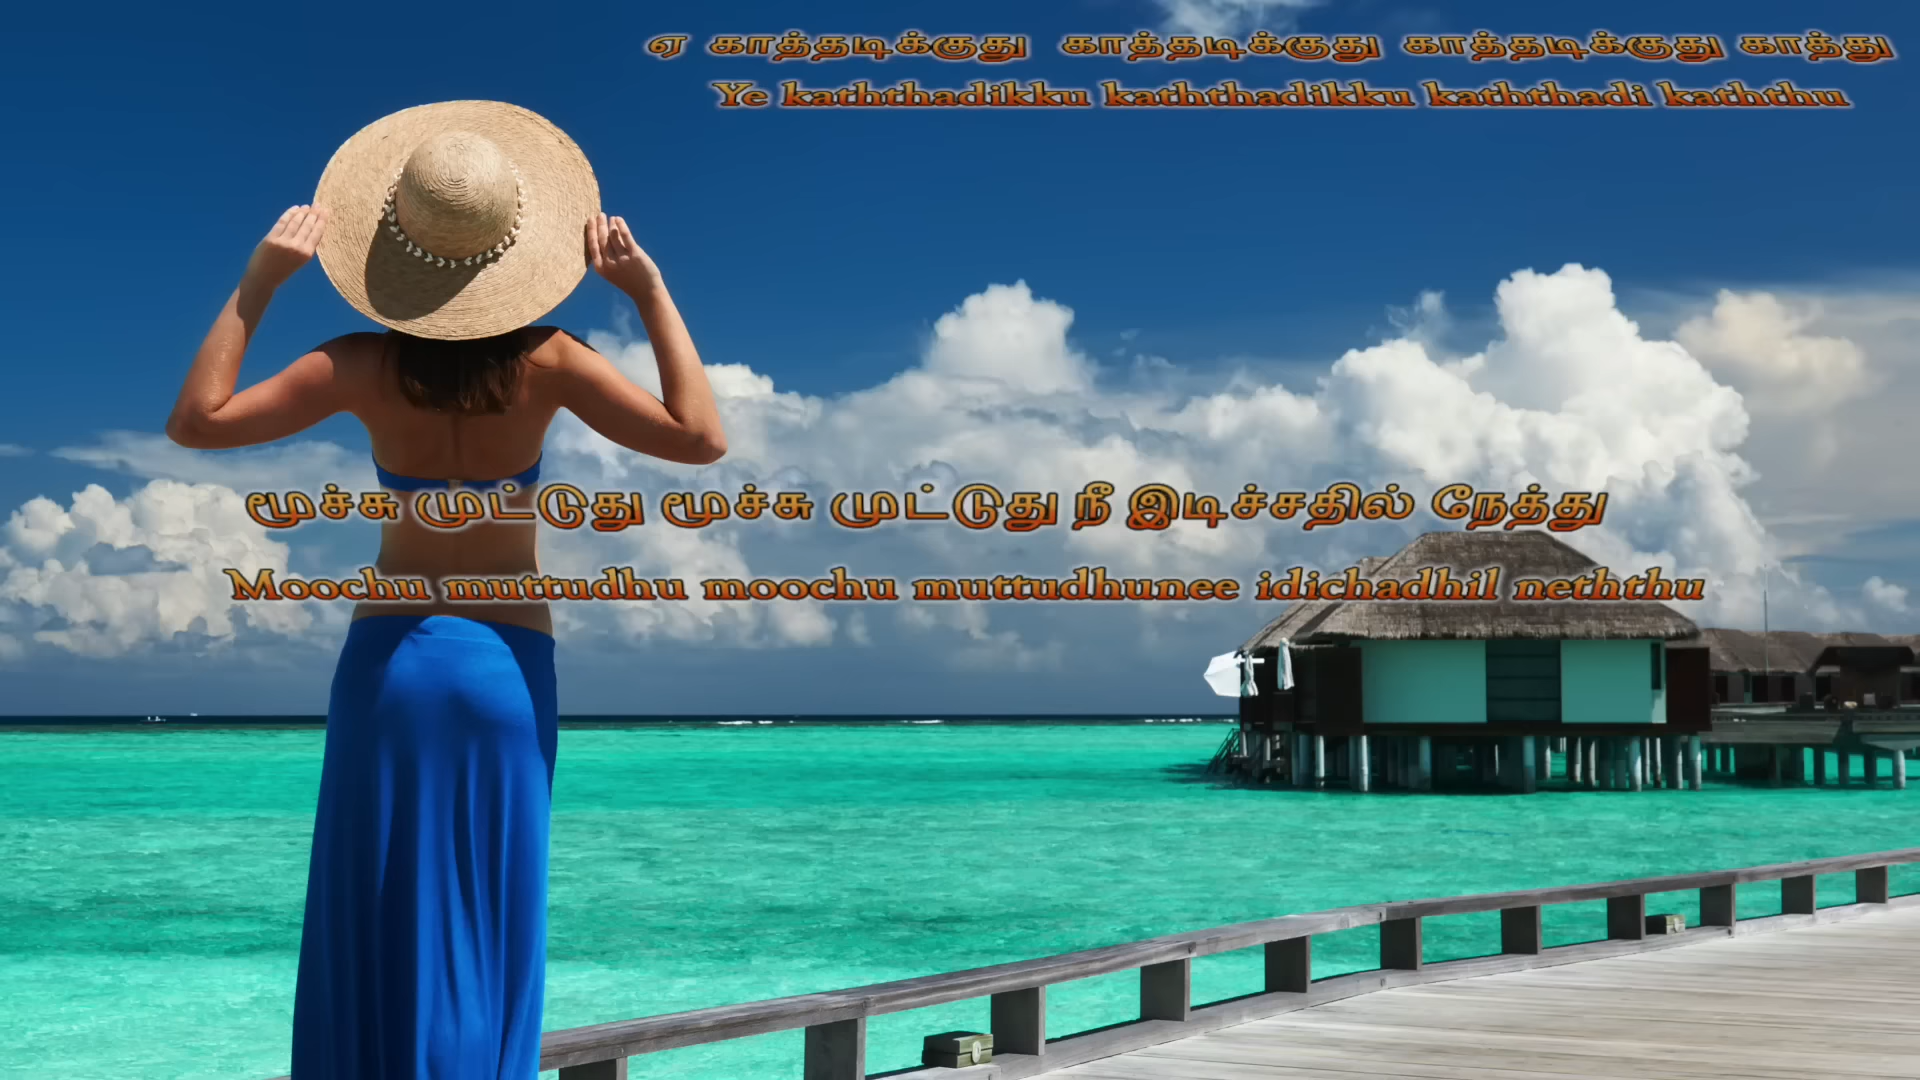 ஏ காத்தடிக்குது காத்தடிக்குது காத்தடிக்குது காத்து
Ye kaththadikku kaththadikku kaththadi kaththu
மூச்சு முட்டுது மூச்சு முட்டுது நீ இடிச்சதில் நேத்து
Moochu muttudhu moochu muttudhunee idichadhil neththu